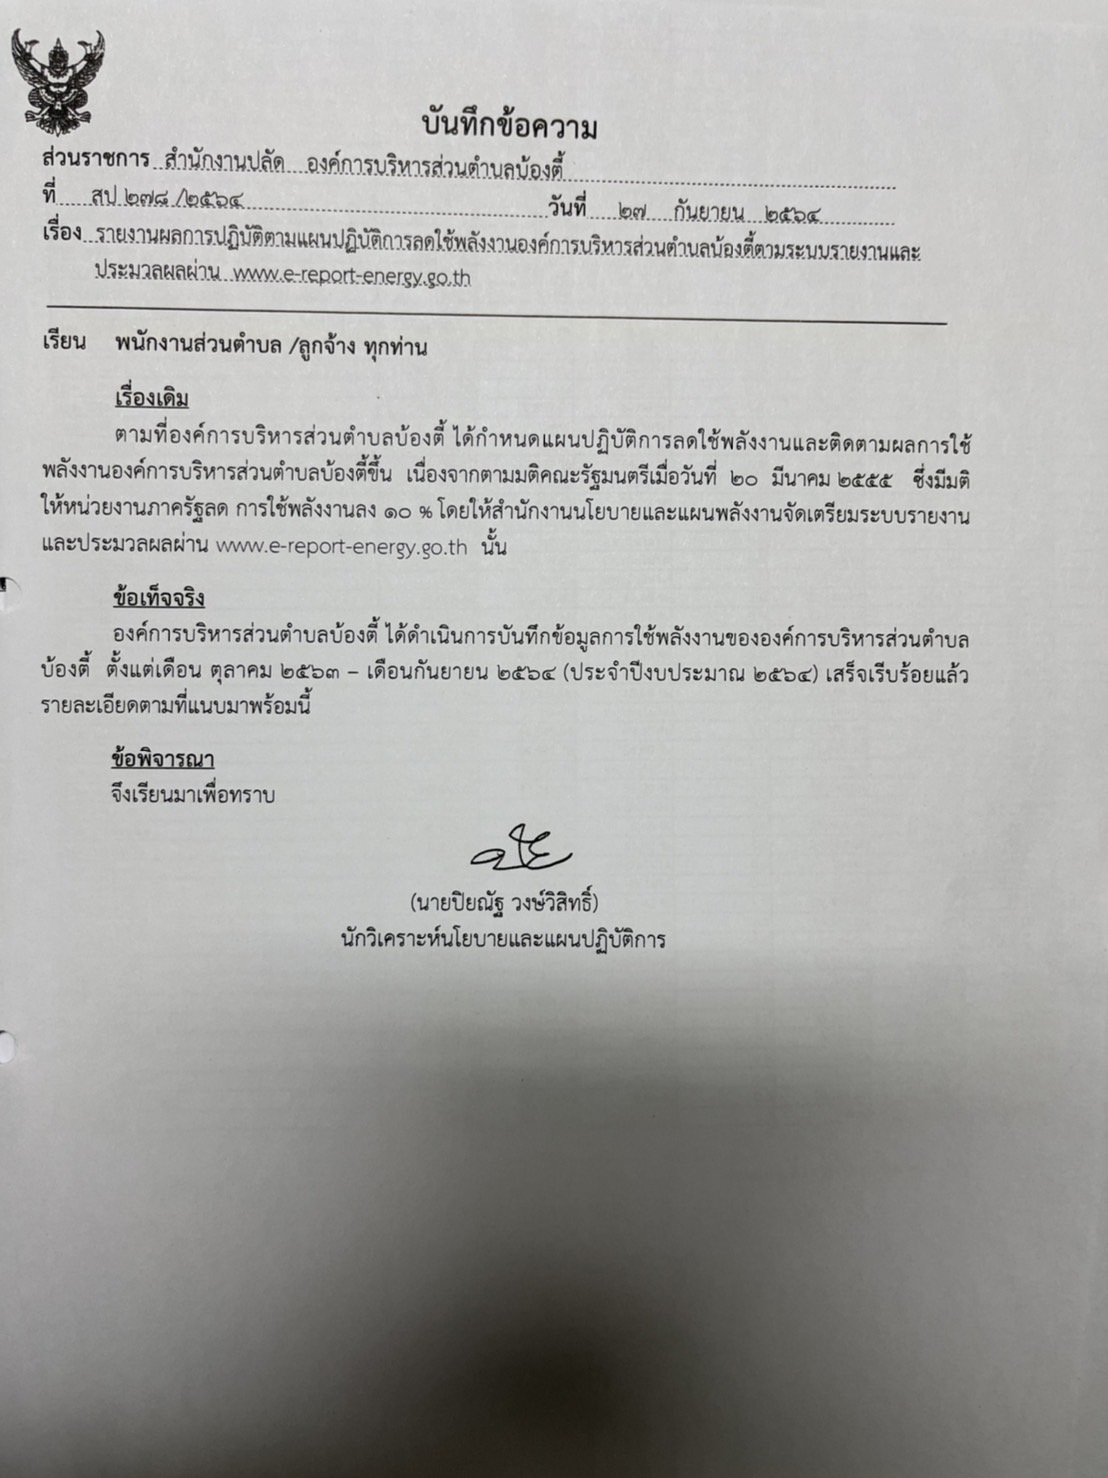 บันทึกข้อความ
ส่วนราชการ สำนักงานปลัด องค์การบริหารส่วนตำบลบ้องตี้
ที่ สป ๒๗๘ /๒๕๖๔ วันที่ ๒๗ กันยายน ๒๕๖๔
เรื่อง รายงานผลการปฏิบัติตามแผนปฏิบัติการลดใช้พลังงานองค์การบริหารส่วนตำบลบ้องตี้ตามระบบรายงานและ
ประมวลผลผ่าน www.e-report-energy.go.th
เรียน พนักงานส่วนตำบล /ลูกจ้าง ทุกท่าน
เรื่องเดิม
ตามที่องค์การบริหารส่วนตำบลบ้องตี้ ได้กำหนดแผนปฏิบัติการลดใช้พลังงานและติดตามผลการใช้
พลังงานองค์การบริหารส่วนตำบลบ้องตี้ขึ้น เนื่องจากตามมติคณะรัฐมนตรีเมื่อวันที่ ๒๐ มีนาคม ๒๕๕๕ ซึ่งมีมติ
ให้หน่วยงานภาครัฐลด การใช้พลังงานลง ๑๐ % โดยให้สำนักงานนโยบายและแผนพลังงานจัดเตรียมระบบรายงาน
และประมวลผลผ่าน www.e-report-energy.go.th นั้น
ข้อเท็จจริง
องค์การบริหารส่วนตำบลบ้องตี้ ได้ดำเนินการบันทึกข้อมูลการใช้พลังงานขององค์การบริหารส่วนตำบล
บ้องตี้ ตั้งแต่เดือน ตุลาคม ๒๕๖๓ – เดือนกันยายน ๒๕๖๔ (ประจำปีงบประมาณ ๒๕๖๔) เสร็จเรียบร้อยแล้ว
รายละเอียดตามที่แนบมาพร้อมนี้
ข้อพิจารณา
จึงเรียนมาเพื่อทราบ
(นายปิยณัฐ วงษ์วิสิทธิ์)
นักวิเคราะห์นโยบายและแผนปฏิบัติการ